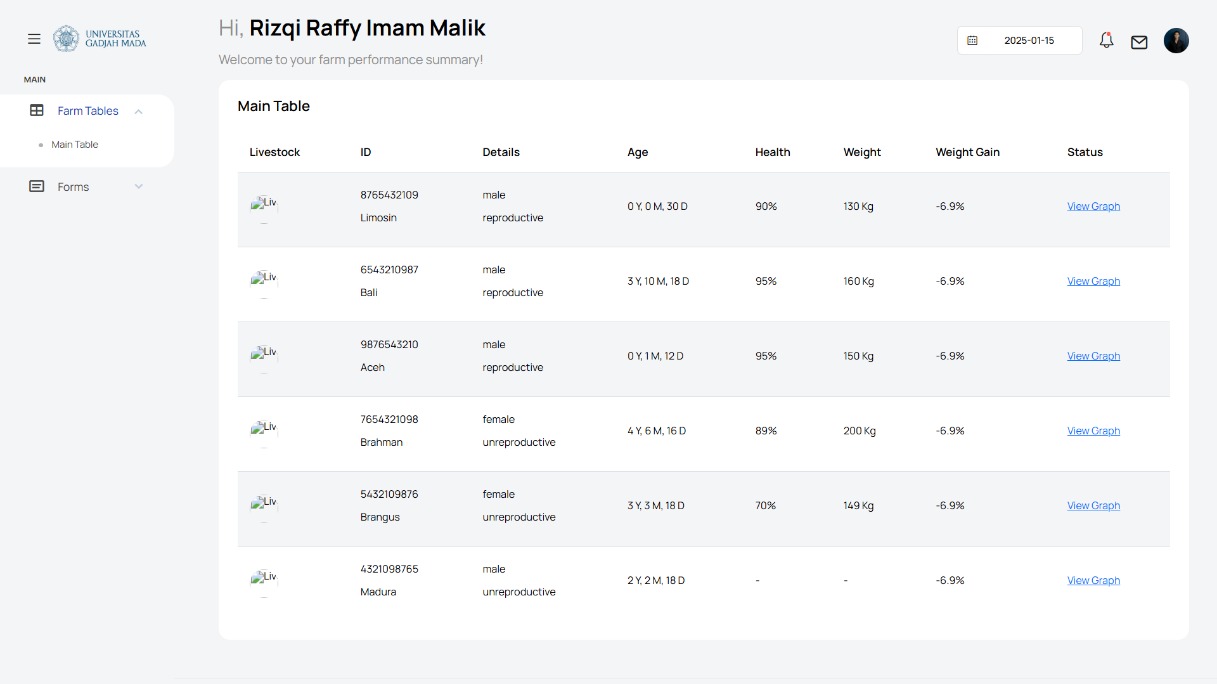 UNIVERSITAS
GADJAH MADA
MAIN
Farm Tables
Main Table
Forms
Hi, Rizqi Raffy Imam Malik
Welcome to your farm performance summary!
2025-01-15
Main Table
Livestock ID Details Age Health Weight Weight Gain Status
Liv 8765432109 Limosin male reproductive 0 Y, 0 M, 30 D 90% 130 Kg -6.9% View Graph
Liv 6543210987 Bali male reproductive 3 Y, 10 M, 18 D 95% 160 Kg -6.9% View Graph
Liv 9876543210 Aceh male reproductive 0 Y, 1 M, 12 D 95% 150 Kg -6.9% View Graph
Liv 7654321098 Brahman female unreproductive 4 Y, 6 M, 16 D 89% 200 Kg -6.9% View Graph
Liv 5432109876 Brangus female unreproductive 3 Y, 3 M, 18 D 70% 149 Kg -6.9% View Graph
Liv 4321098765 Madura male unreproductive 2 Y, 2 M, 18 D - - -6.9% View Graph